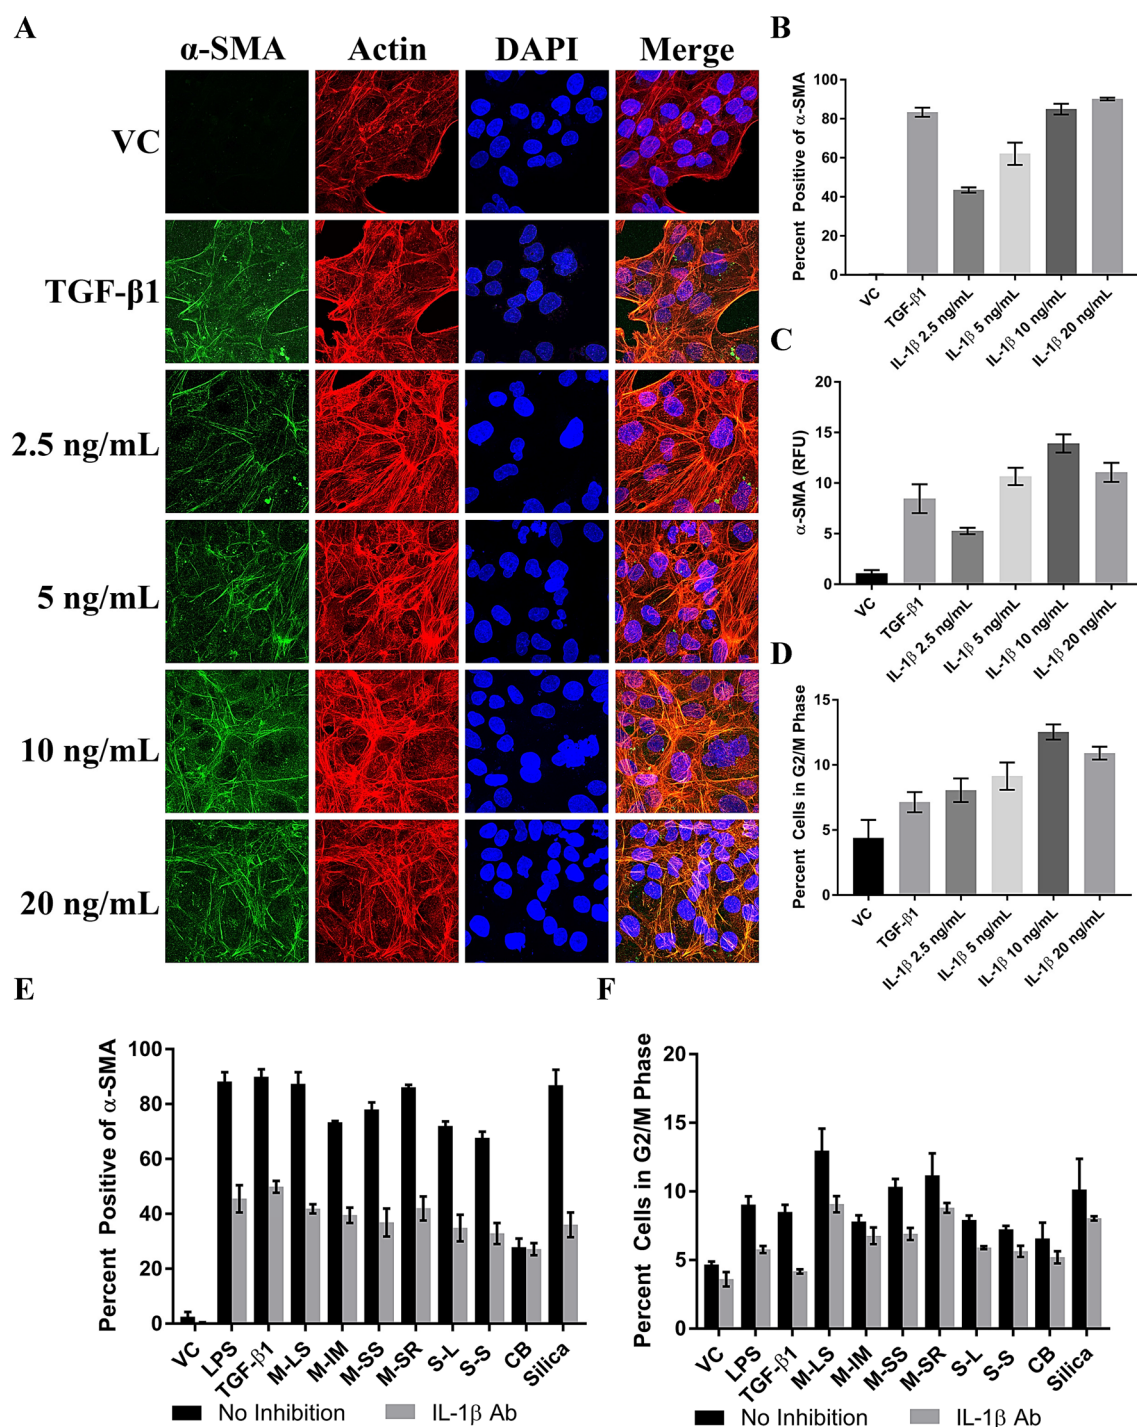 A
α-SMA Actin DAPI Merge
VC
TGF-β1
2.5 ng/mL
5 ng/mL
10 ng/mL
20 ng/mL
B
Percent Positive of α-SMA
100
80
60
40
20
0
VC
TGF-β1
IL-1β 2.5 ng/mL
IL-1β 5 ng/mL
IL-1β 10 ng/mL
IL-1β 20 ng/mL
C
α-SMA (RFU)
20
15
10
5
0
VC
TGF-β1
IL-1β 2.5 ng/mL
IL-1β 5 ng/mL
IL-1β 10 ng/mL
IL-1β 20 ng/mL
D
Percent Cells in G2/M Phase
15
10
5
0
VC
TGF-β1
IL-1β 2.5 ng/mL
IL-1β 5 ng/mL
IL-1β 10 ng/mL
IL-1β 20 ng/mL
E
Percent Positive of α-SMA
100
80
60
40
20
0
VC
LPS
TGF-β1
M-LS
M-IM
M-SS
M-SR
S-L
S-S
CB
Silica
No Inhibition IL-1β Ab
F
Percent Cells in G2/M Phase
20
15
10
5
0
VC
LPS
TGF-β1
M-LS
M-IM
M-SS
M-SR
S-L
S-S
CB
Silica
No Inhibition IL-1β Ab